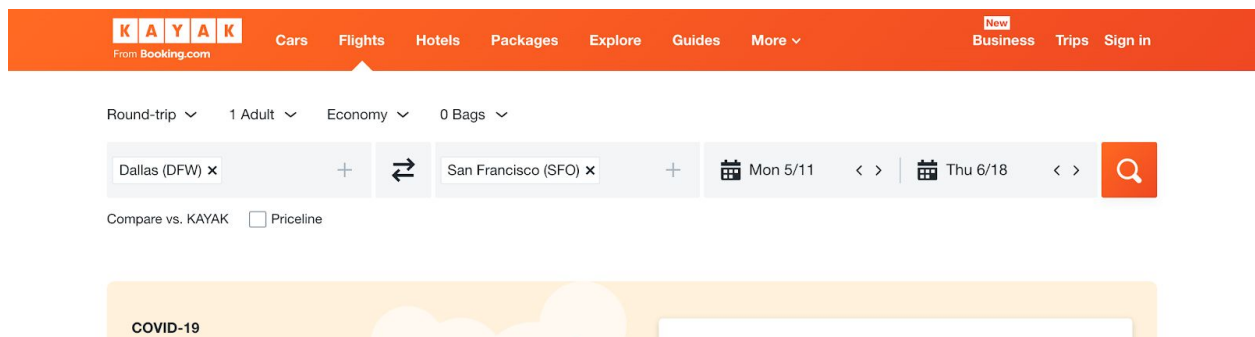 KAYAK
From Booking.com
Cars Flights Hotels Packages Explore Guides More
New
Business Trips Sign in
Round-trip 1 Adult Economy 0 Bags
Dallas (DFW) × + San Francisco (SFO) × + Mon 5/11 < > Thu 6/18 < >
Compare vs. KAYAK Priceline
COVID-19